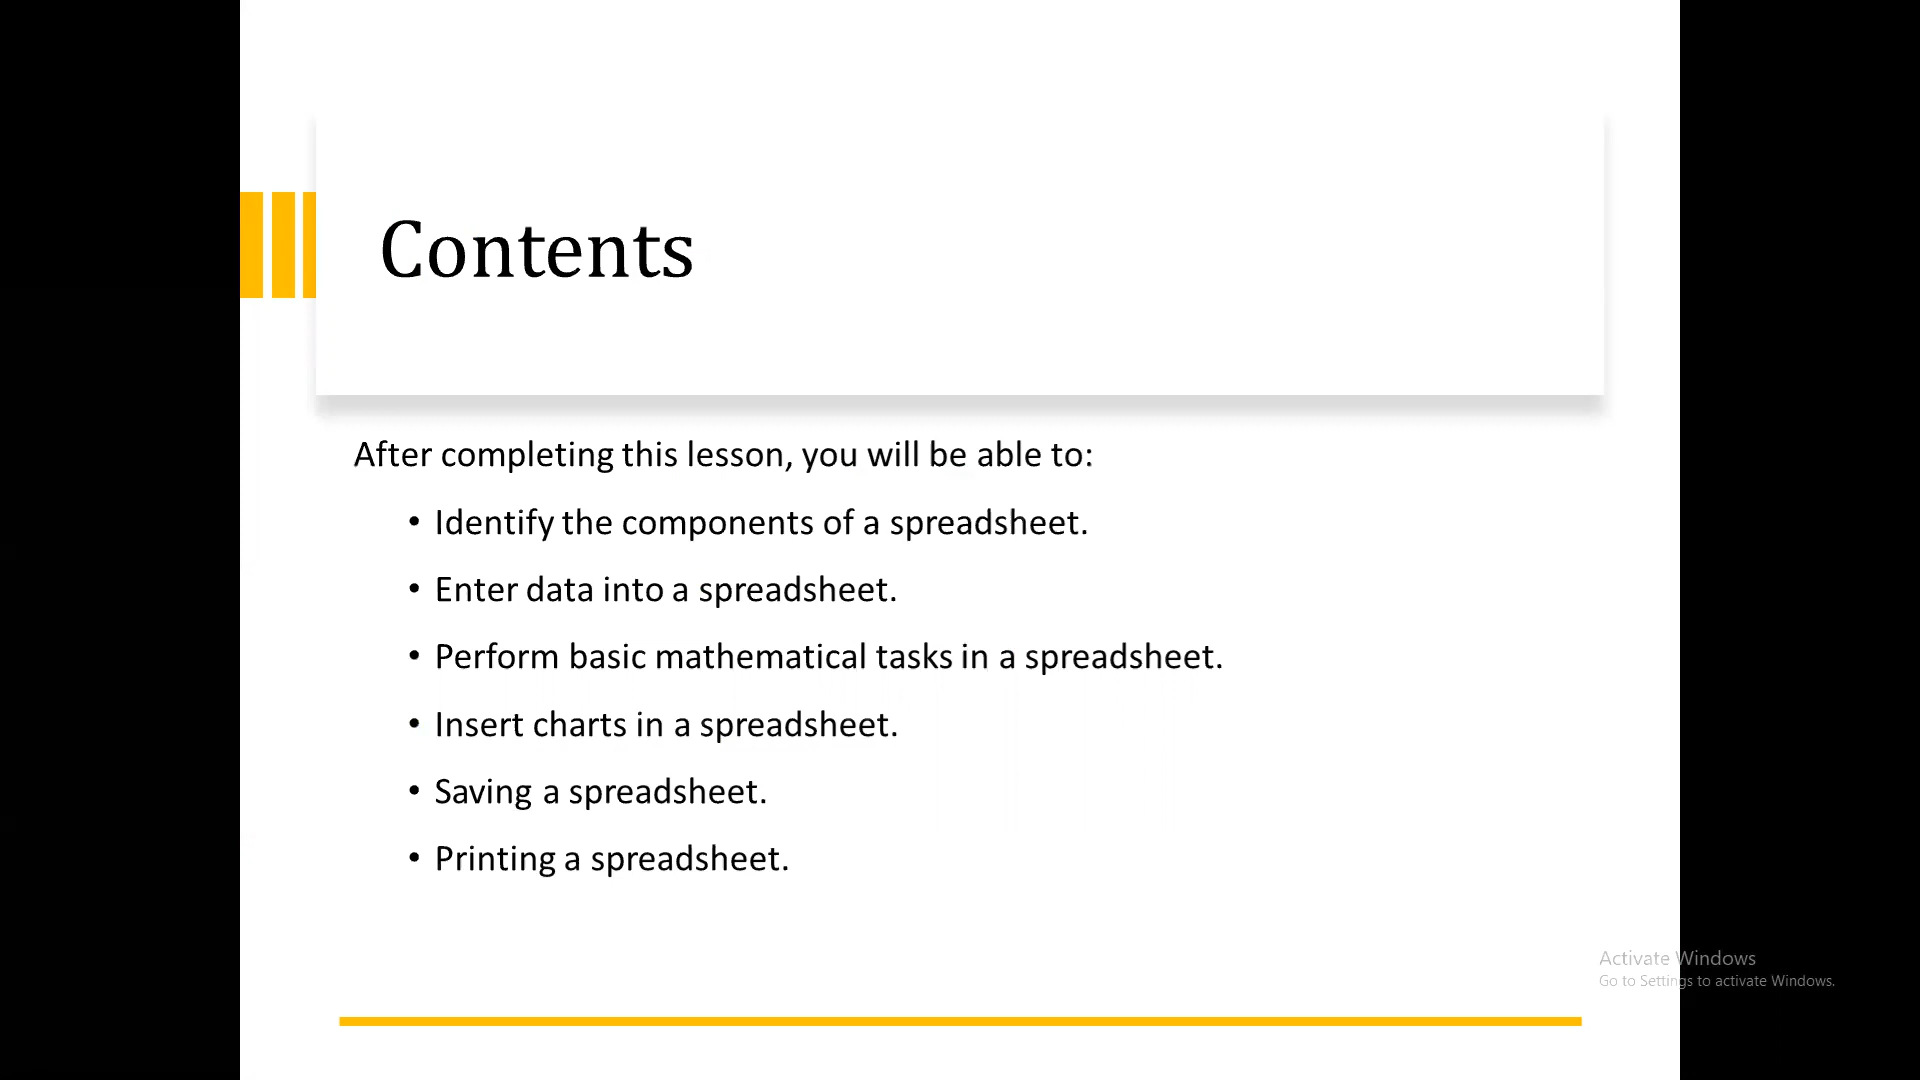 Contents
After completing this lesson, you will be able to:
• Identify the components of a spreadsheet.
• Enter data into a spreadsheet.
• Perform basic mathematical tasks in a spreadsheet.
• Insert charts in a spreadsheet.
• Saving a spreadsheet.
• Printing a spreadsheet.
Activate Windows
Go to Settings to activate Windows.